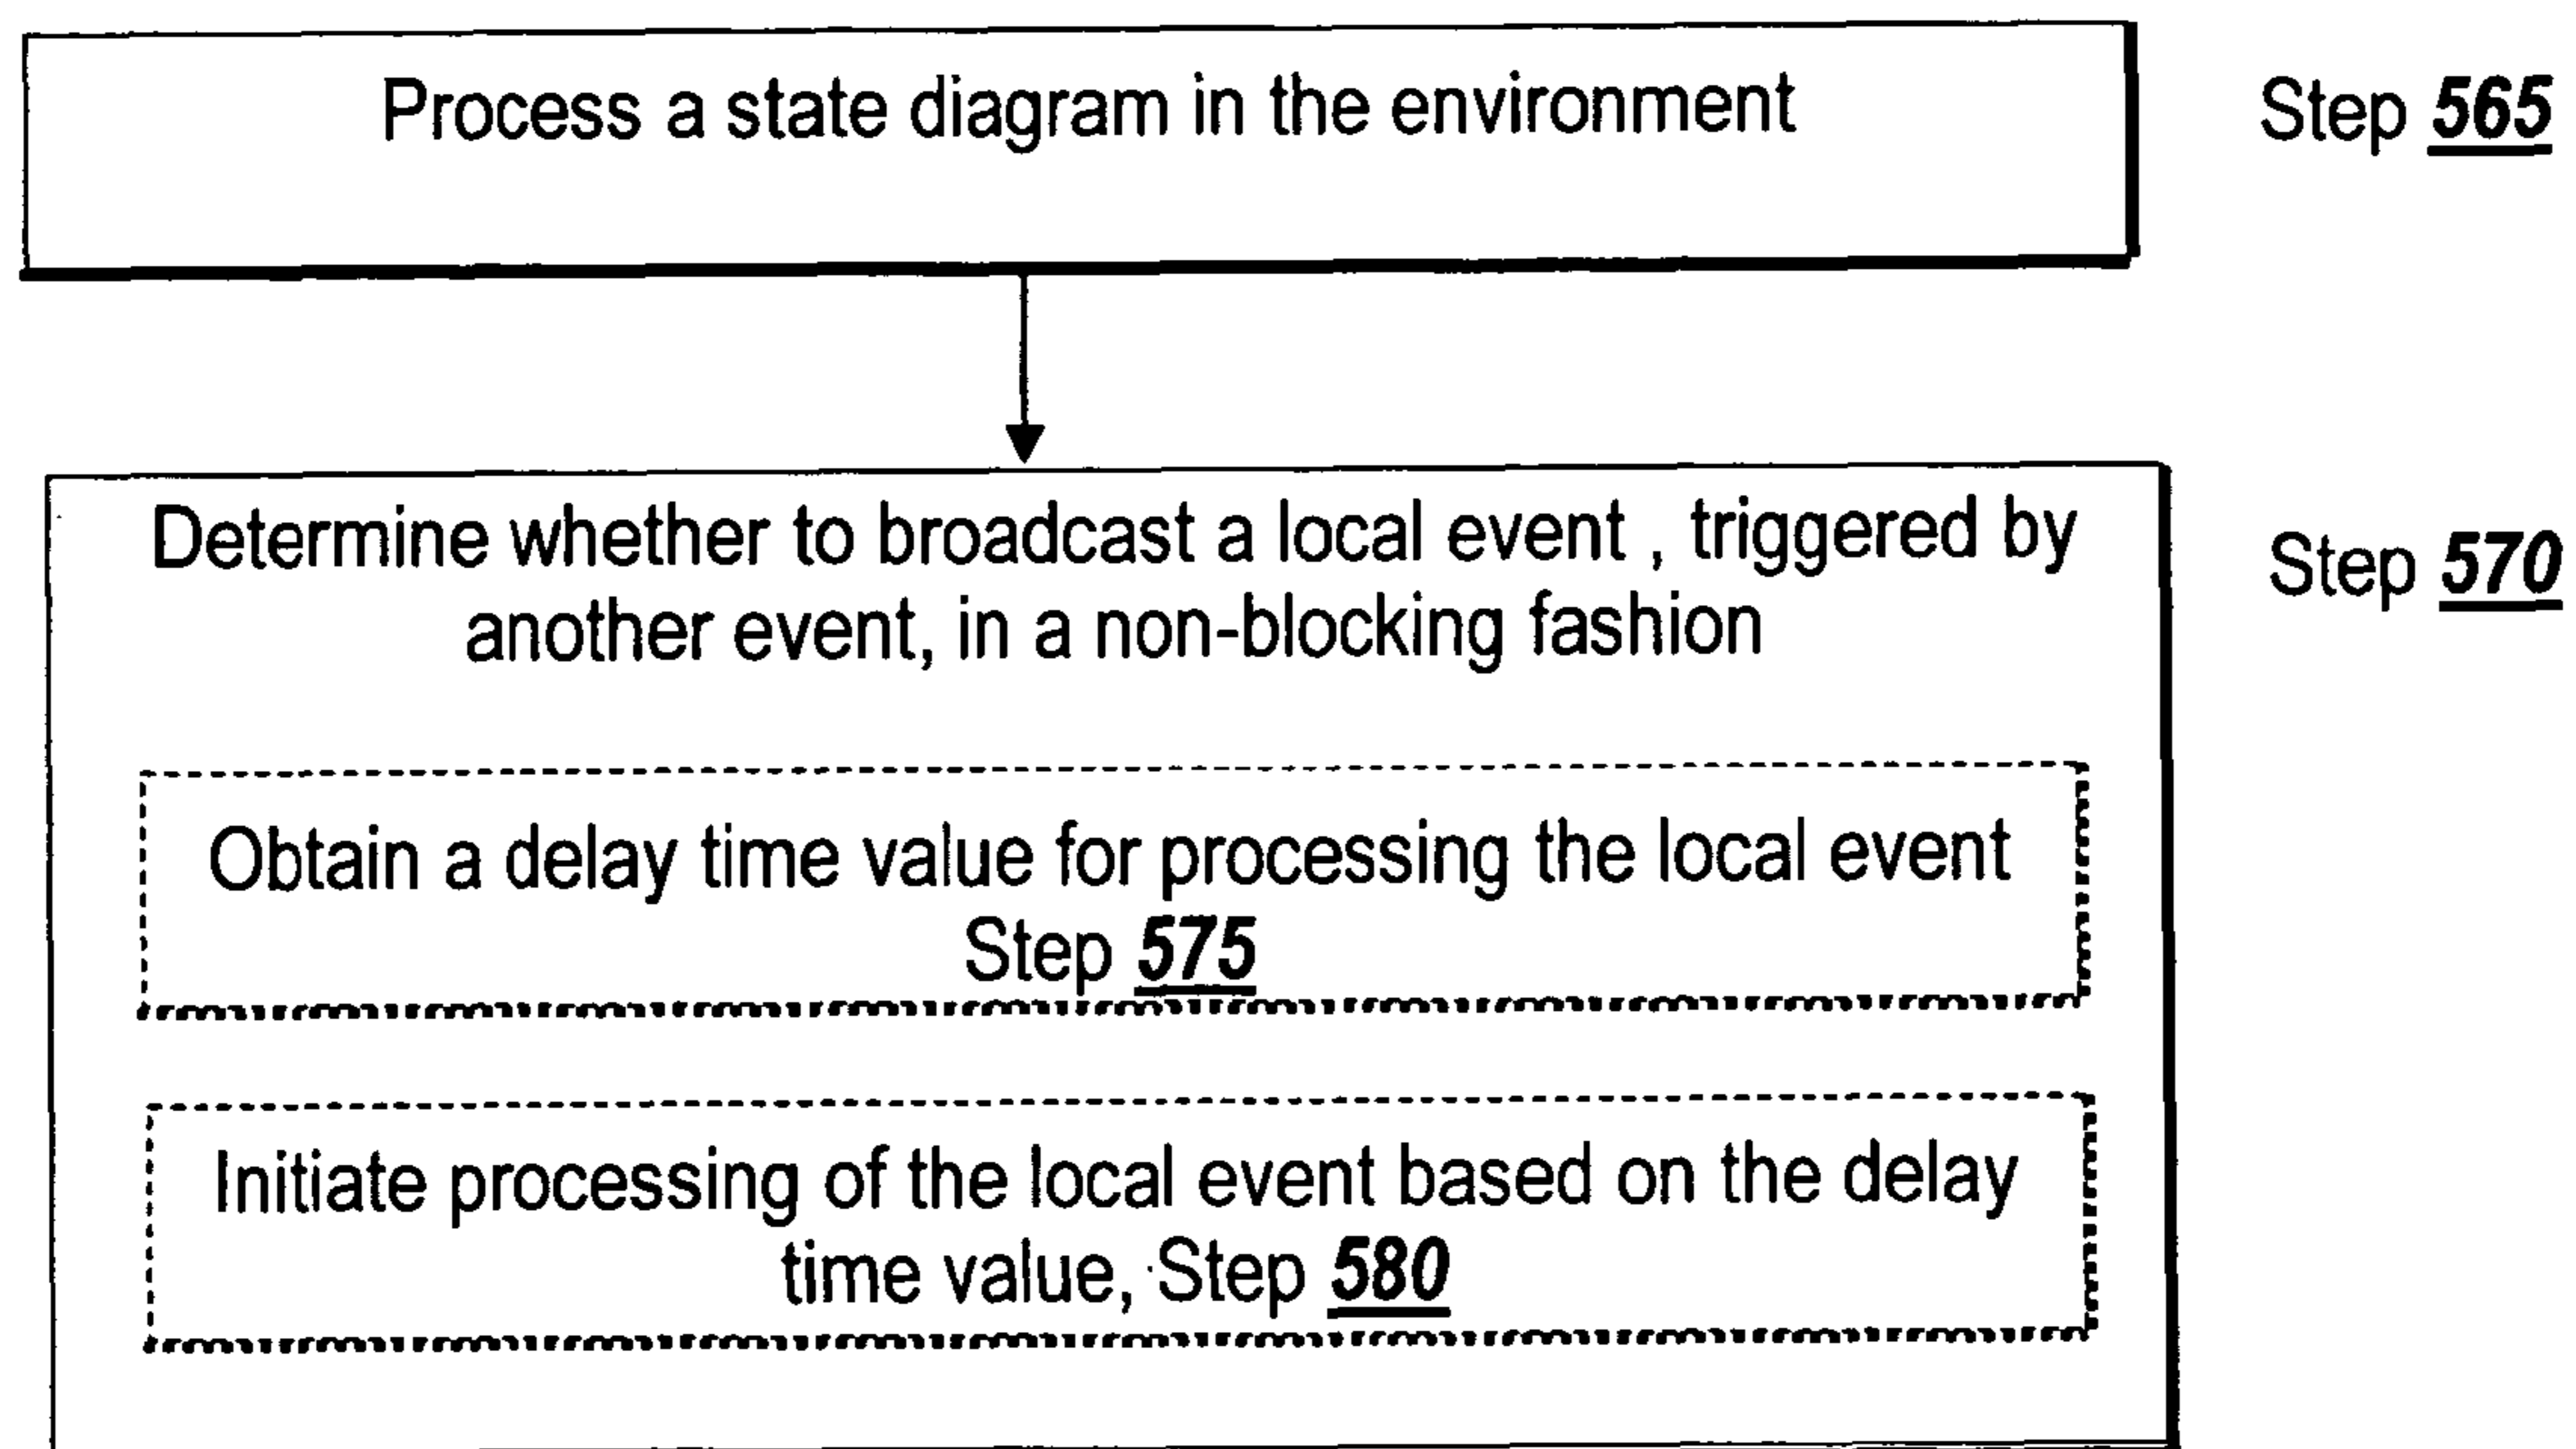 Process a state diagram in the environment
Step 565
Determine whether to broadcast a local event , triggered by
another event, in a non-blocking fashion
Step 570
Obtain a delay time value for processing the local event
Step 575
Initiate processing of the local event based on the delay
time value, Step 580